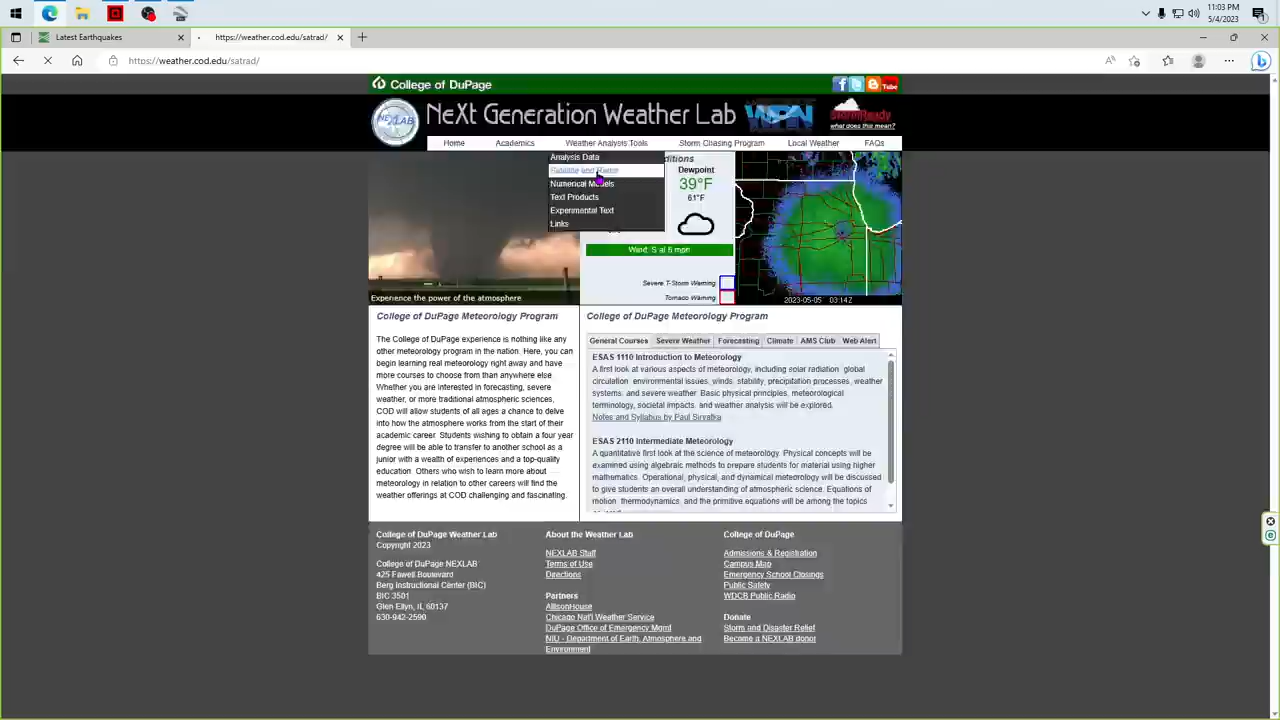 11:03 PM
5/4/2023
Latest Earthquakes
https://weather.cod.edu/satrad/
https://weather.cod.edu/satrad/
College of DuPage
NEXLAB
NeXt Generation Weather Lab
WPN
StormReady
what does this mean?
Home
Academics
Weather Analysis Tools
Storm Chasing Program
Local Weather
FAQs
Analysis Data
Satellite and Radar
Numerical Models
Text Products
Experimental Text
Links
ditions
Dewpoint
39°F
Wind: S at 5 mph
Severe T-Storm Warning
Tornado Warning
Experience the power of the atmosphere
2023-05-05 03:14Z
College of DuPage Meteorology Program
The College of DuPage experience is nothing like any
other meteorology program in the nation. Here, you can
begin learning real meteorology right away and have
more courses to choose from than anywhere else
Whether you are interested in forecasting, severe
weather, or more traditional atmospheric sciences,
COD will allow students of all ages a chance to delve
into how the atmosphere works from the start of their
academic career. Students wishing to obtain a four year
degree will be able to transfer to another school as a
junior with a wealth of experiences and a top-quality
education. Others who wish to learn more about
meteorology in relation to other careers will find the
weather offerings at COD challenging and fascinating.
College of DuPage Meteorology Program
General Courses
Severe Weather
Forecasting
Climate
AMS Club
Web Alert
ESAS 1110 Introduction to Meteorology
A first look at various aspects of meteorology, including solar radiation, global
circulation, environmental issues, winds, stability, precipitation processes, weather
systems, and severe weather. Basic physical principles, meteorological
terminology, societal impacts, and weather analysis will be explored.
Notes and Syllabus by Paul Sirvatka
ESAS 2110 Intermediate Meteorology
A quantitative first look at the science of meteorology. Physical concepts will be
examined using algebraic methods to prepare students for material using higher
mathematics. Operational, physical, and dynamical meteorology will be discussed
to give students an overall understanding of atmospheric science. Equations of
motion, thermodynamics, and the primitive equations will be among the topics
College of DuPage Weather Lab
Copyright 2023
College of DuPage NEXLAB
425 Fawell Boulevard
Berg Instructional Center (BIC)
BIC 3501
Glen Ellyn, IL 60137
630-942-2590
About the Weather Lab
NEXLAB Staff
Terms of Use
Directions
Partners
AllisonHouse
Chicago Nat'l Weather Service
DuPage Office of Emergency Mgmt
NIU - Department of Earth, Atmosphere and
Environment
College of DuPage
Admissions & Registration
Campus Map
Emergency School Closings
Public Safety
WDCB Public Radio
Donate
Storm and Disaster Relief
Become a NEXLAB donor